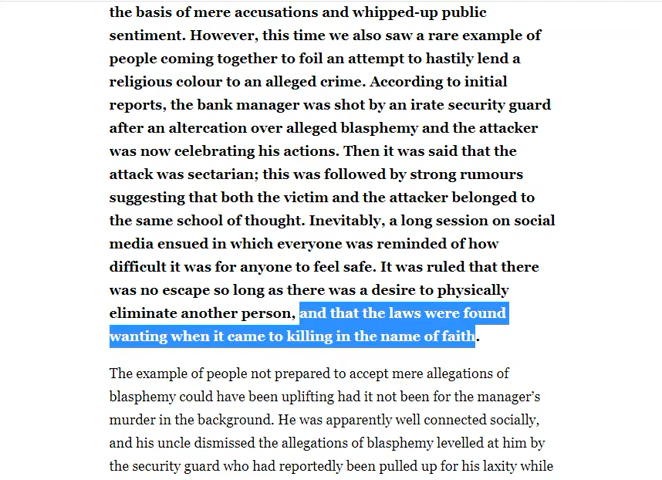 the basis of mere accusations and whipped-up public
sentiment. However, this time we also saw a rare example of
people coming together to foil an attempt to hastily lend a
religious colour to an alleged crime. According to initial
reports, the bank manager was shot by an irate security guard
after an altercation over alleged blasphemy and the attacker
was now celebrating his actions. Then it was said that the
attack was sectarian; this was followed by strong rumours
suggesting that both the victim and the attacker belonged to
the same school of thought. Inevitably, a long session on social
media ensued in which everyone was reminded of how
difficult it was for anyone to feel safe. It was ruled that there
was no escape so long as there was a desire to physically
eliminate another person, and that the laws were found
wanting when it came to killing in the name of faith.
The example of people not prepared to accept mere allegations of
blasphemy could have been uplifting had it not been for the manager’s
murder in the background. He was apparently well connected socially,
and his uncle dismissed the allegations of blasphemy levelled at him by
the security guard who had reportedly been pulled up for his laxity while